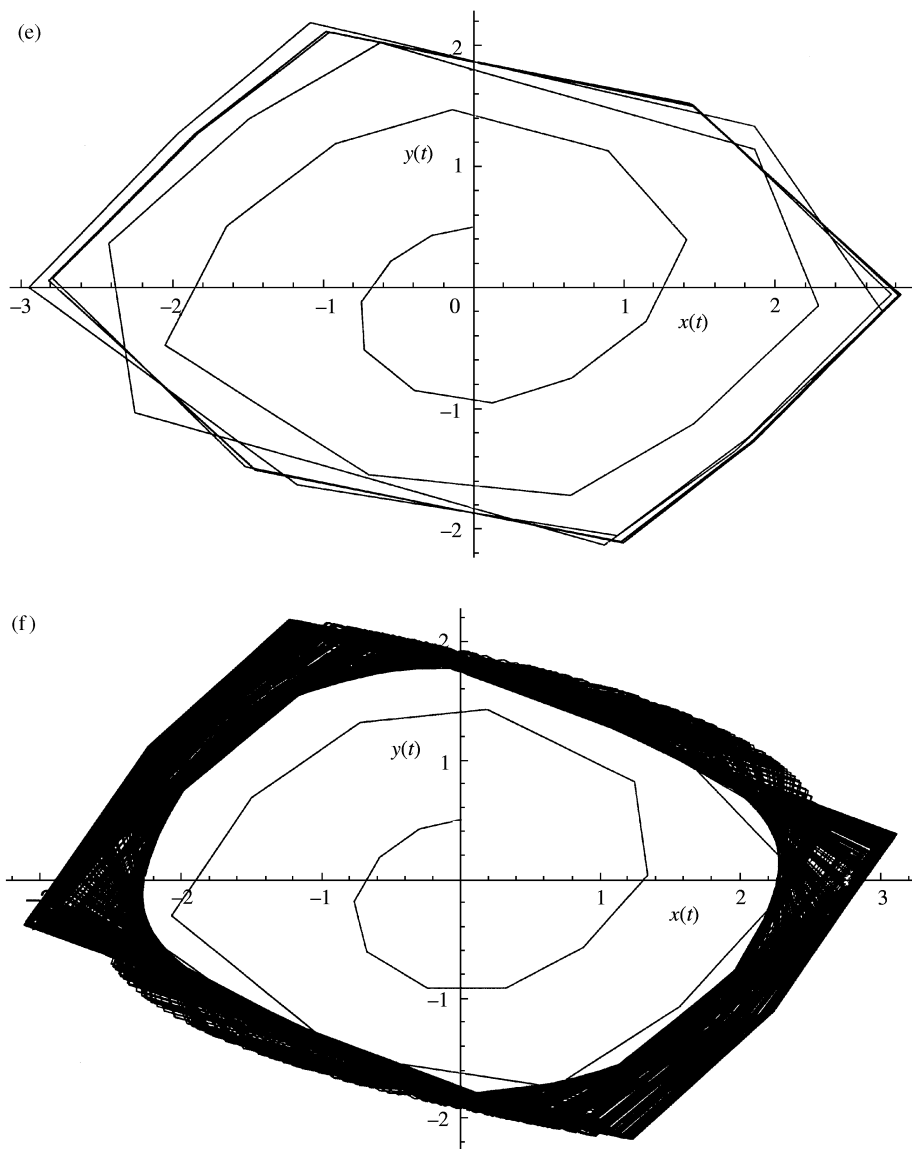 (e)
2
y(t)
1
–3 –2 –1 0 1 2
x(t)
–1
–2
(f)
2
y(t)
1
–2 –1 1 2 3
x(t)
–1
–2